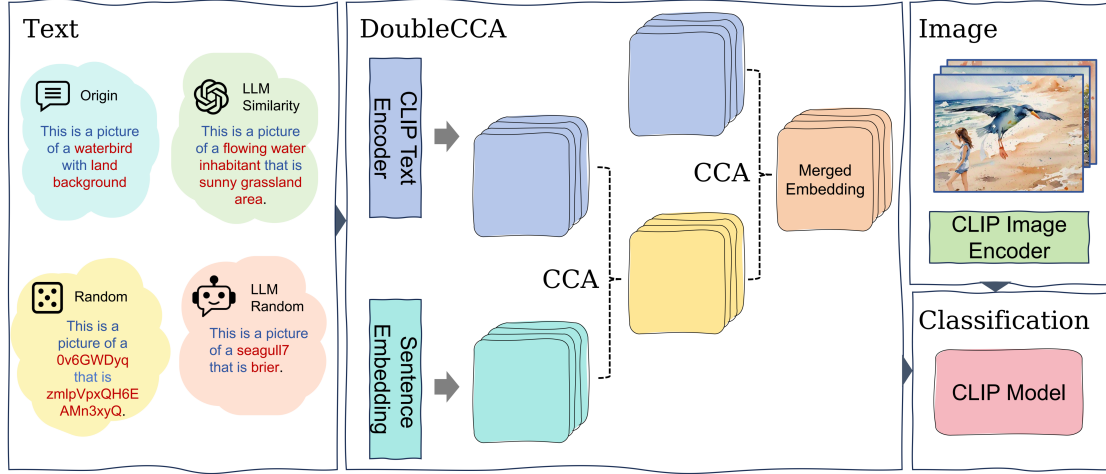 Text
Origin
This is a picture
of a waterbird
with land
background
LLM
Similarity
This is a picture
of a flowing water
inhabitant that is
sunny grassland
area.
Random
This is a
picture of a
0v6GWDyq
that is
zmlpVpxQH6E
AMn3xyQ.
LLM
Random
This is a picture
of a seagull7
that is brier.
DoubleCCA
CLIP Text
Encoder
Sentence
Embedding
CCA
CCA
Merged
Embedding
Image
CLIP Image
Encoder
Classification
CLIP Model